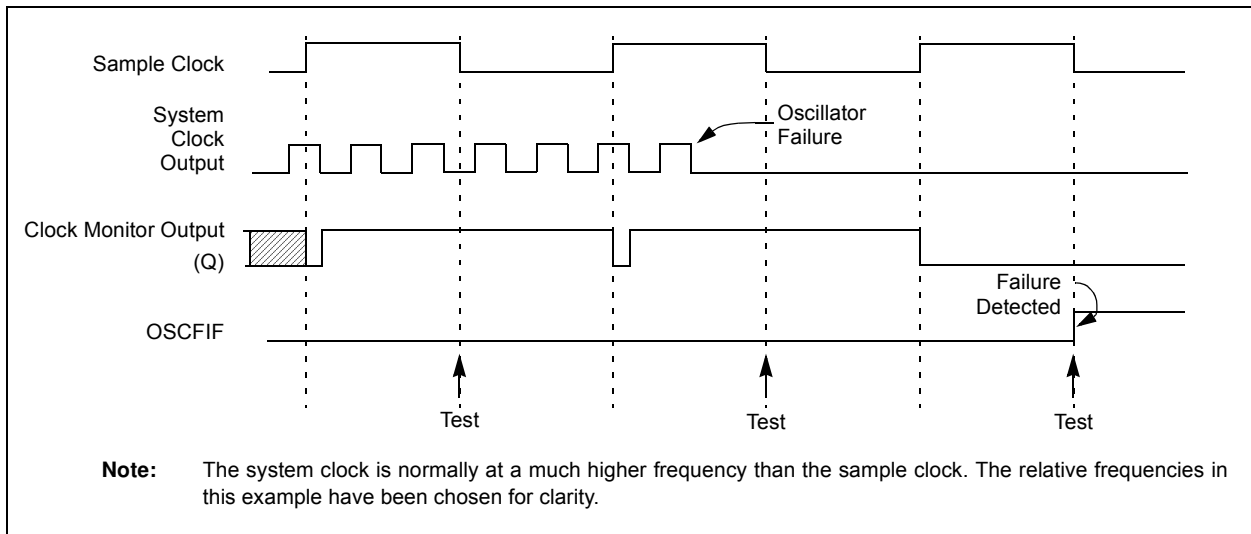 Sample Clock
System
Clock
Output
Oscillator
Failure
Clock Monitor Output
(Q)
Failure
Detected
OSCFIF
Test
Test
Test
Note: The system clock is normally at a much higher frequency than the sample clock. The relative frequencies in
this example have been chosen for clarity.